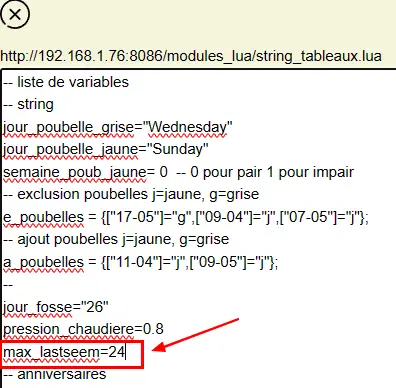 http://192.168.1.76:8086/modules_lua/string_tableaux.lua
-- liste de variables
-- string
jour_poubelle_grise="Wednesday"
jour_poubelle_jaune="Sunday"
semaine_poub_jaune= 0  -- 0 pour pair 1 pour impair
-- exclusion poubelles j=jaune, g=grise
e_poubelles = {["17-05"]="g",["09-04"]="j",["07-05"]="j"};
-- ajout poubelles j=jaune, g=grise
a_poubelles = {["11-04"]="j",["09-05"]="j"};
--
jour_fosse="26"
pression_chaudiere=0.8
max_lastseem=24
-- anniversaires